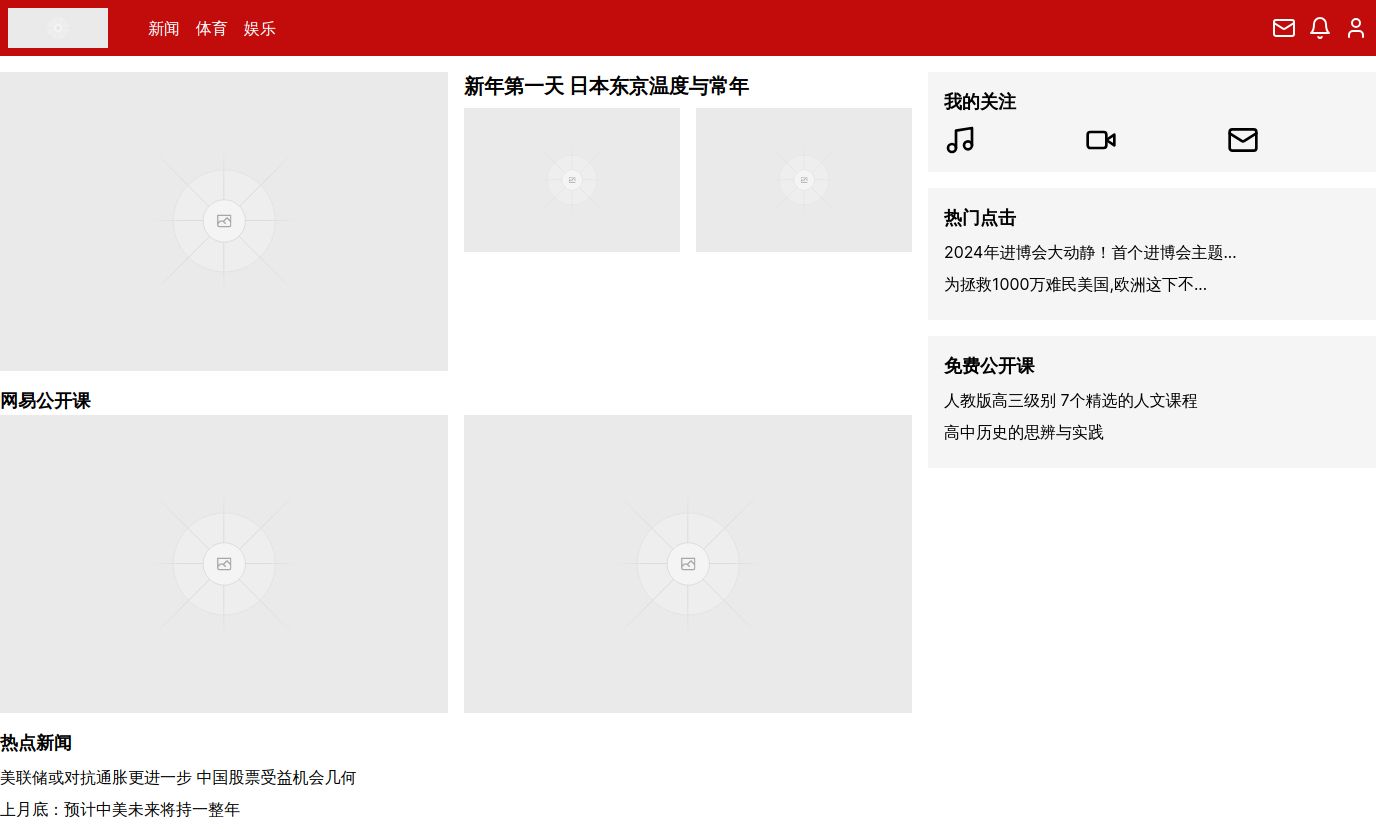 新闻 体育 娱乐
新年第一天 日本东京温度与常年
网易公开课
热点新闻
美联储或对抗通胀更进一步 中国股票受益机会几何
上月底：预计中美未来将持一整年
我的关注
热门点击
2024年进博会大动静！首个进博会主题...
为拯救1000万难民美国,欧洲这下不...
免费公开课
人教版高三级别 7个精选的人文课程
高中历史的思辨与实践